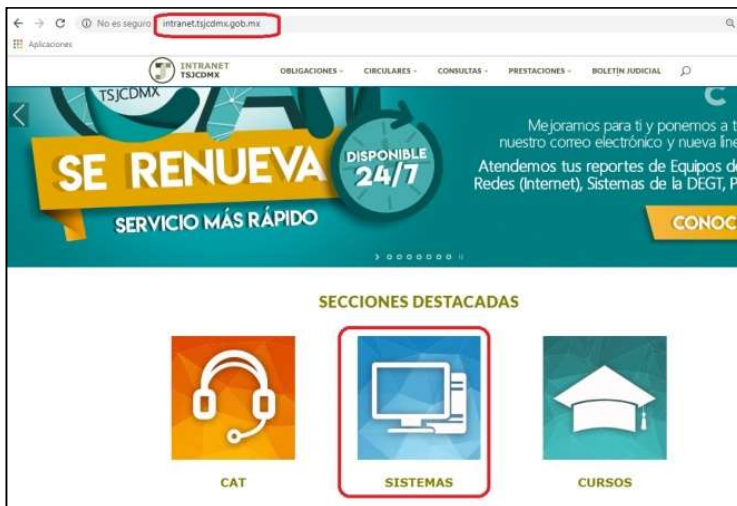 No es seguro intranet.tsjcdmx.gob.mx
Aplicaciones
INTRANET
TSJCDMX
OBLIGACIONES
CIRCULARES
CONSULTAS
PRESTACIONES
BOLETÍN JUDICIAL
TSJCDMX
SE RENUEVA
SERVICIO MÁS RÁPIDO
DISPONIBLE
24/7
Mejoramos para ti y ponemos a
nuestro correo electrónico y nueva
Atendemos tus reportes de Equipos
Redes (Internet), Sistemas de la DEGT,
CONOC
SECCIONES DESTACADAS
CAT
SISTEMAS
CURSOS